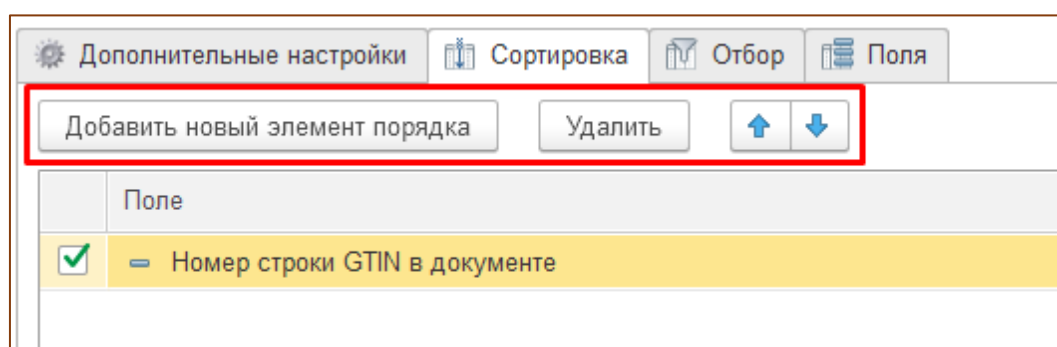 Дополнительные настройки Сортировка Отбор Поля
Добавить новый элемент порядка Удалить
Поле
Номер строки GTIN в документе